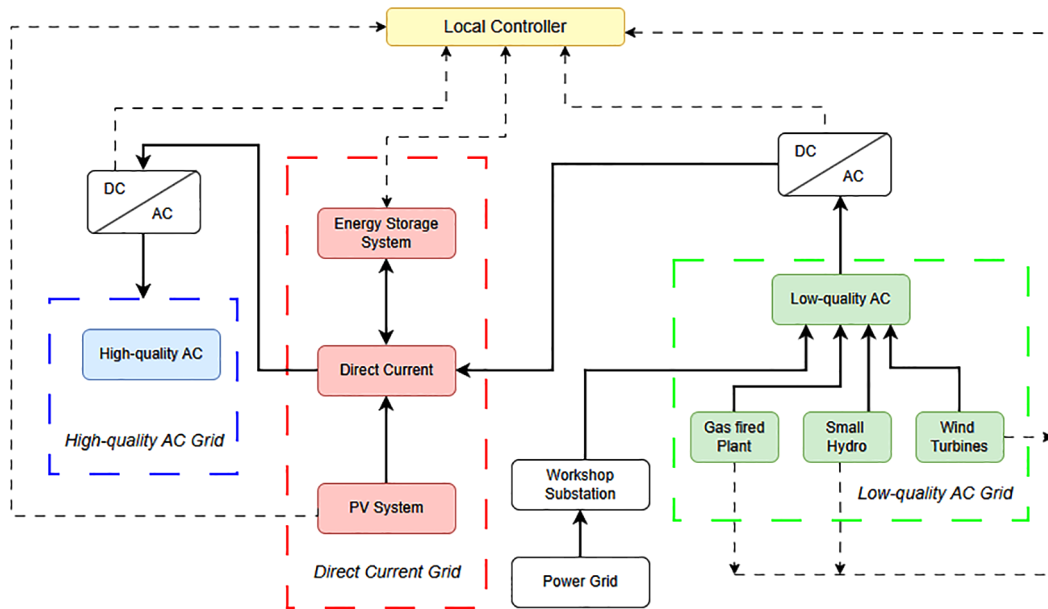 Local Controller
DC
AC
DC
AC
Energy Storage
System
Low-quality AC
High-quality AC
Direct Current
High-quality AC Grid
Gas fired
Plant
Small
Hydro
Wind
Turbines
Workshop
Substation
Low-quality AC Grid
PV System
Direct Current Grid
Power Grid